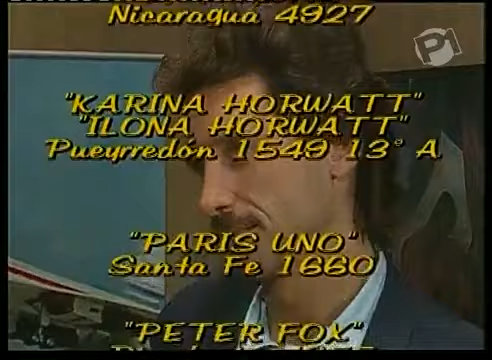 Nicaragua 4927
"KARINA HORWATT"
"ILONA HORWATT"
Pueyrredón 1549 13° A
"PARIS UNO"
Santa Fe 1660
"PETER FOX"